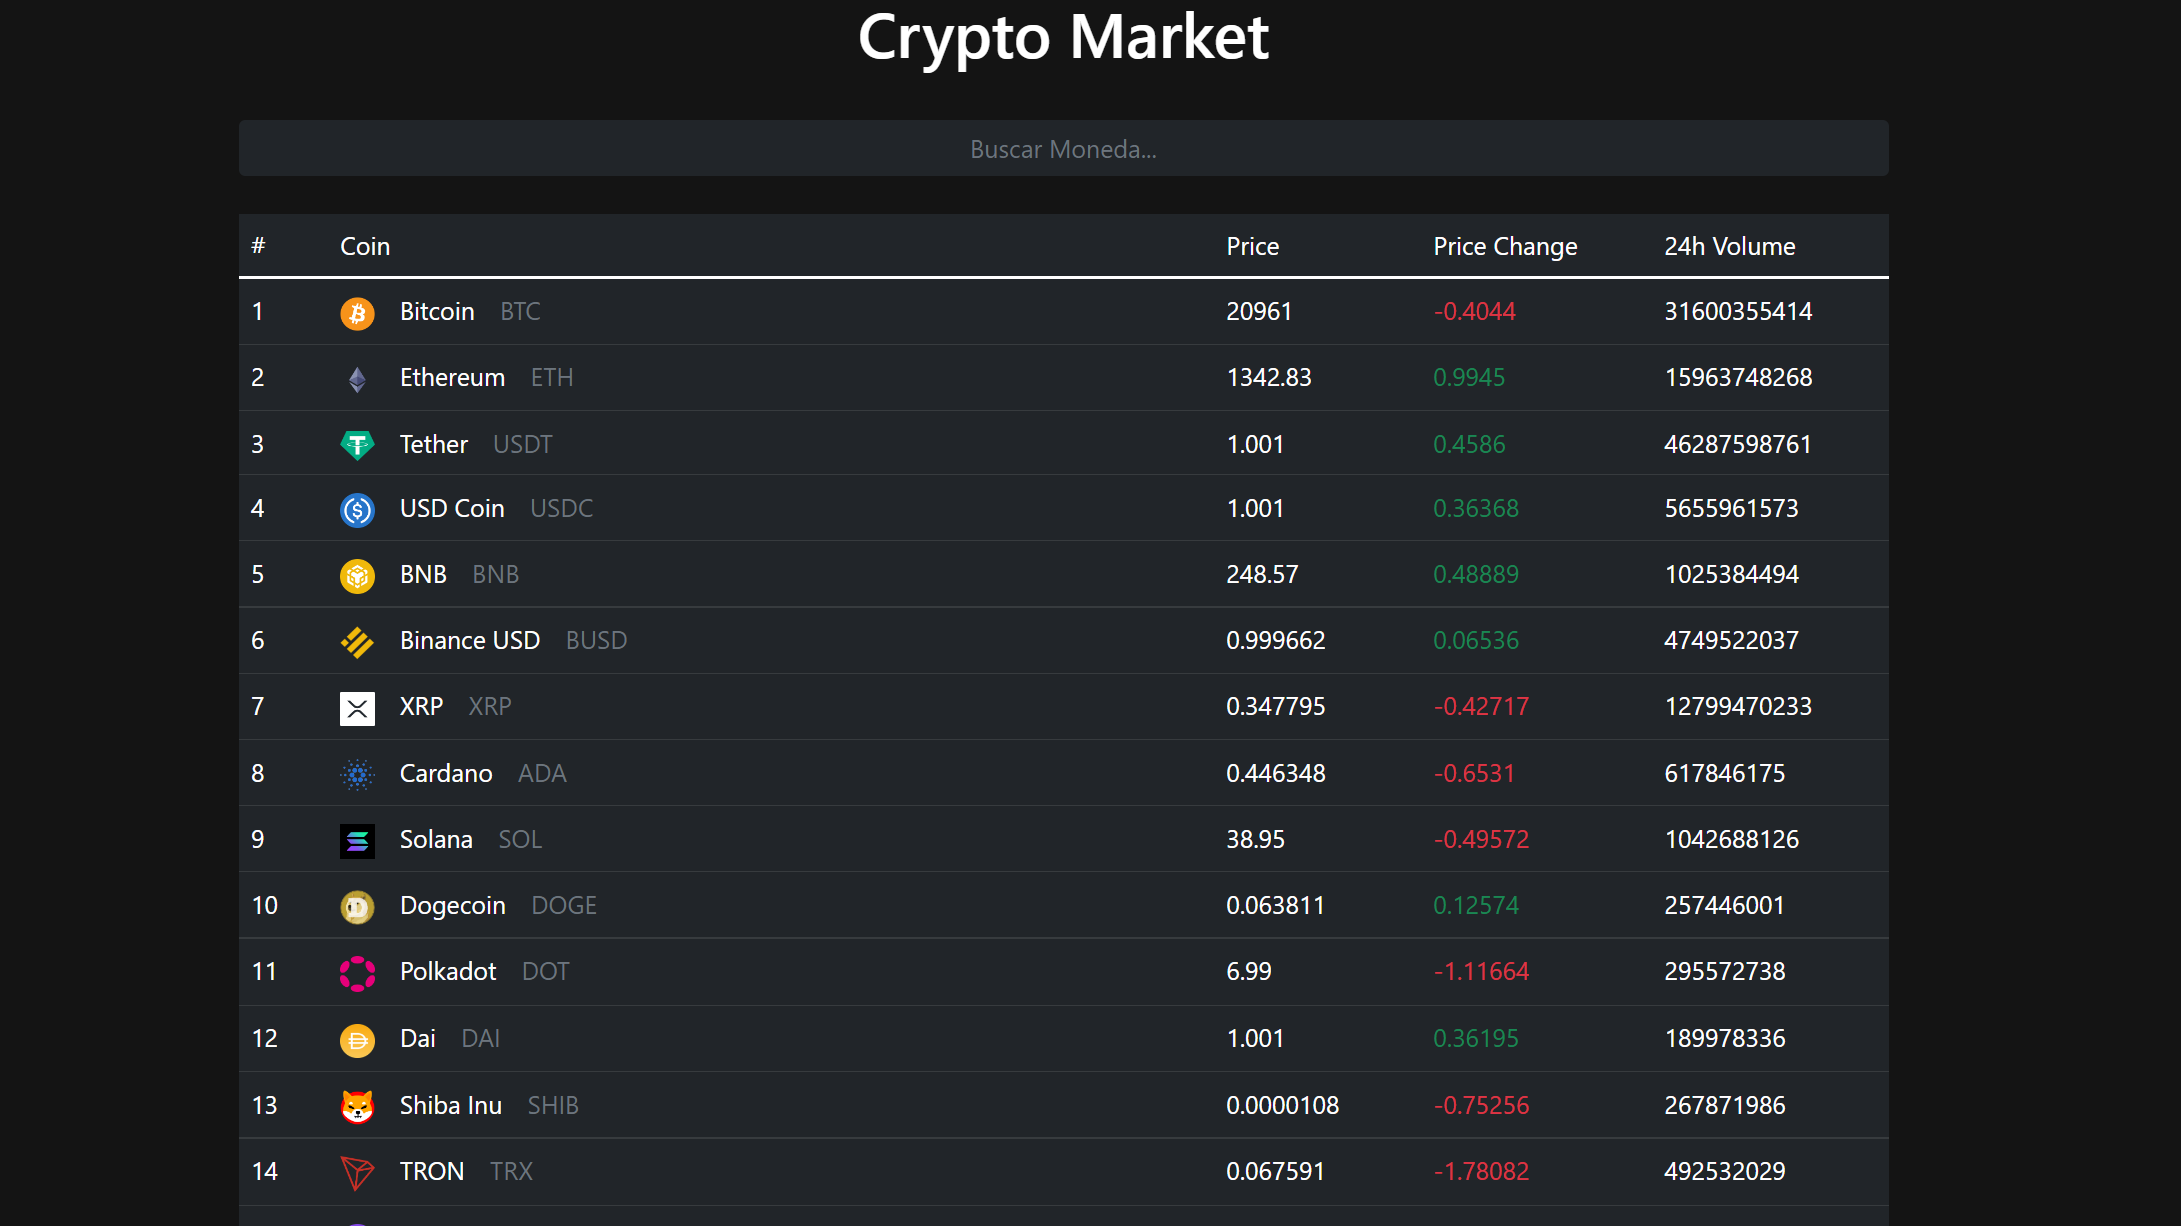 Crypto Market
Buscar Moneda...
# Coin Price Price Change 24h Volume
1 Bitcoin BTC 20961 -0.4044 31600355414
2 Ethereum ETH 1342.83 0.9945 15963748268
3 Tether USDT 1.001 0.4586 46287598761
4 USD Coin USDC 1.001 0.36368 5655961573
5 BNB BNB 248.57 0.48889 1025384494
6 Binance USD BUSD 0.999662 0.06536 4749522037
7 XRP XRP 0.347795 -0.42717 12799470233
8 Cardano ADA 0.446348 -0.6531 617846175
9 Solana SOL 38.95 -0.49572 1042688126
10 Dogecoin DOGE 0.063811 0.12574 257446001
11 Polkadot DOT 6.99 -1.11664 295572738
12 Dai DAI 1.001 0.36195 189978336
13 Shiba Inu SHIB 0.0000108 -0.75256 267871986
14 TRON TRX 0.067591 -1.78082 492532029